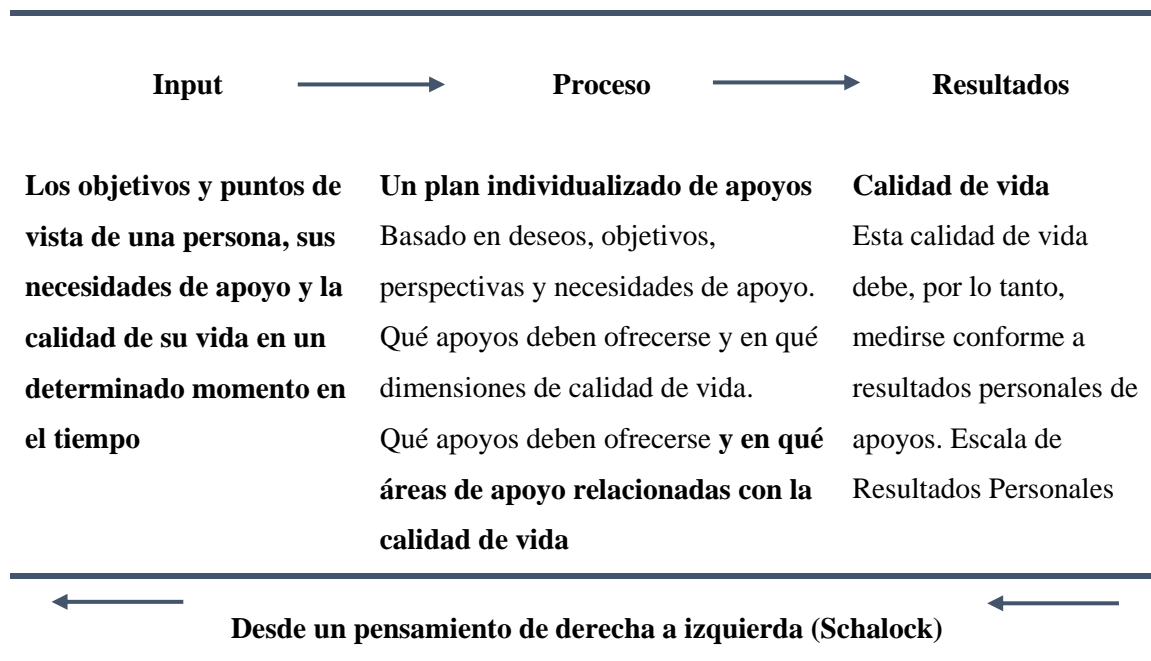 Input Proceso Resultados
Los objetivos y puntos de
vista de una persona, sus
necesidades de apoyo y la
calidad de su vida en un
determinado momento en
el tiempo
Un plan individualizado de apoyos
Basado en deseos, objetivos,
perspectivas y necesidades de apoyo.
Qué apoyos deben ofrecerse y en qué
dimensiones de calidad de vida.
Qué apoyos deben ofrecerse y en qué
áreas de apoyo relacionadas con la
calidad de vida
Calidad de vida
Esta calidad de vida
debe, por lo tanto,
medirse conforme a
resultados personales de
apoyos. Escala de
Resultados Personales
Desde un pensamiento de derecha a izquierda (Schalock)